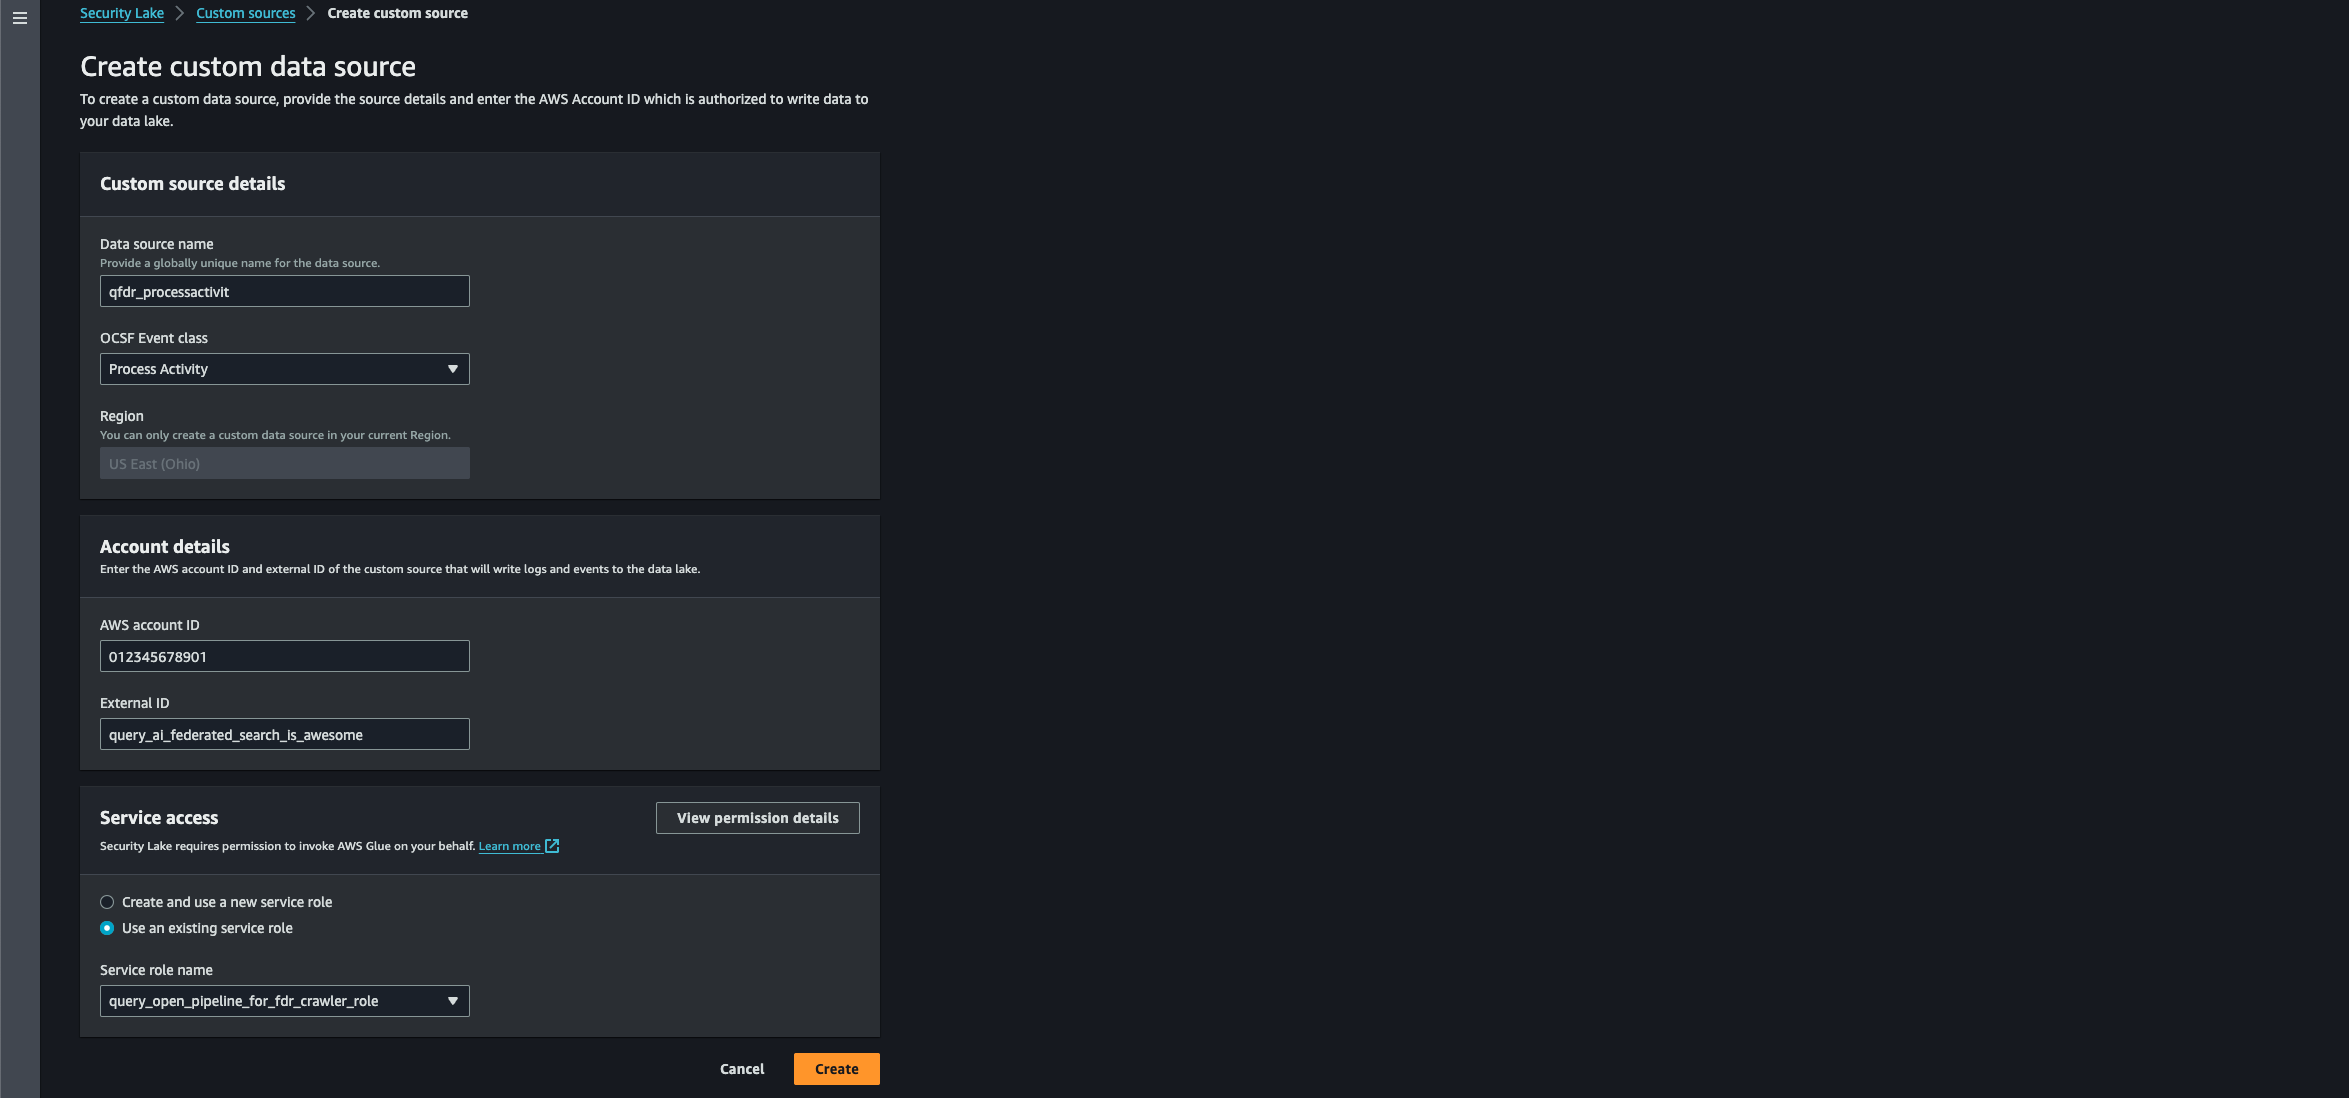 Security Lake > Custom sources > Create custom source
Create custom data source
To create a custom data source, provide the source details and enter the AWS Account ID which is authorized to write data to
your data lake.
Custom source details
Data source name
Provide a globally unique name for the data source.
qfdr_processactivit
OCSF Event class
Process Activity
Region
You can only create a custom data source in your current Region.
US East (Ohio)
Account details
Enter the AWS account ID and external ID of the custom source that will write logs and events to the data lake.
AWS account ID
012345678901
External ID
query_ai_federated_search_is_awesome
Service access
View permission details
Security Lake requires permission to invoke AWS Glue on your behalf. Learn more
Create and use a new service role
Use an existing service role
Service role name
query_open_pipeline_for_fdr_crawler_role
Cancel
Create